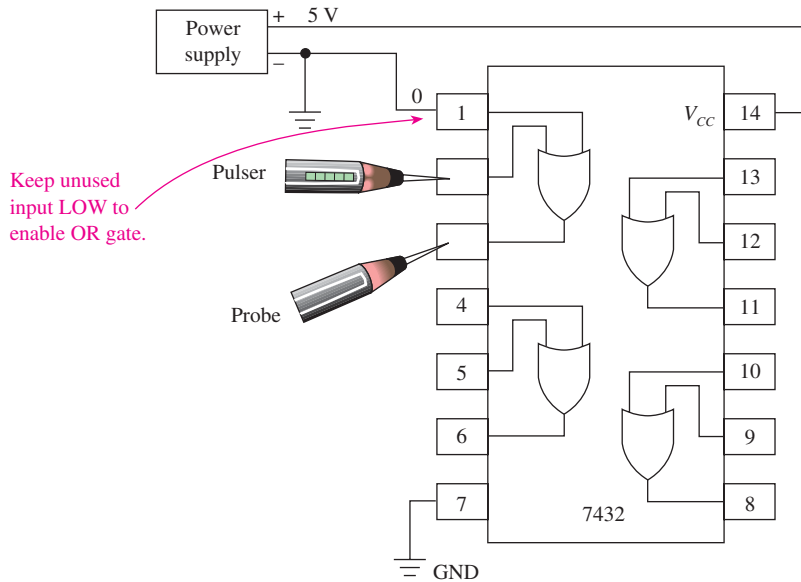 Power
supply
+
5 V
−
0
1
V_CC
14
Pulser
13
Keep unused
input LOW to
enable OR gate.
12
Probe
4
11
5
10
6
9
7
7432
8
GND